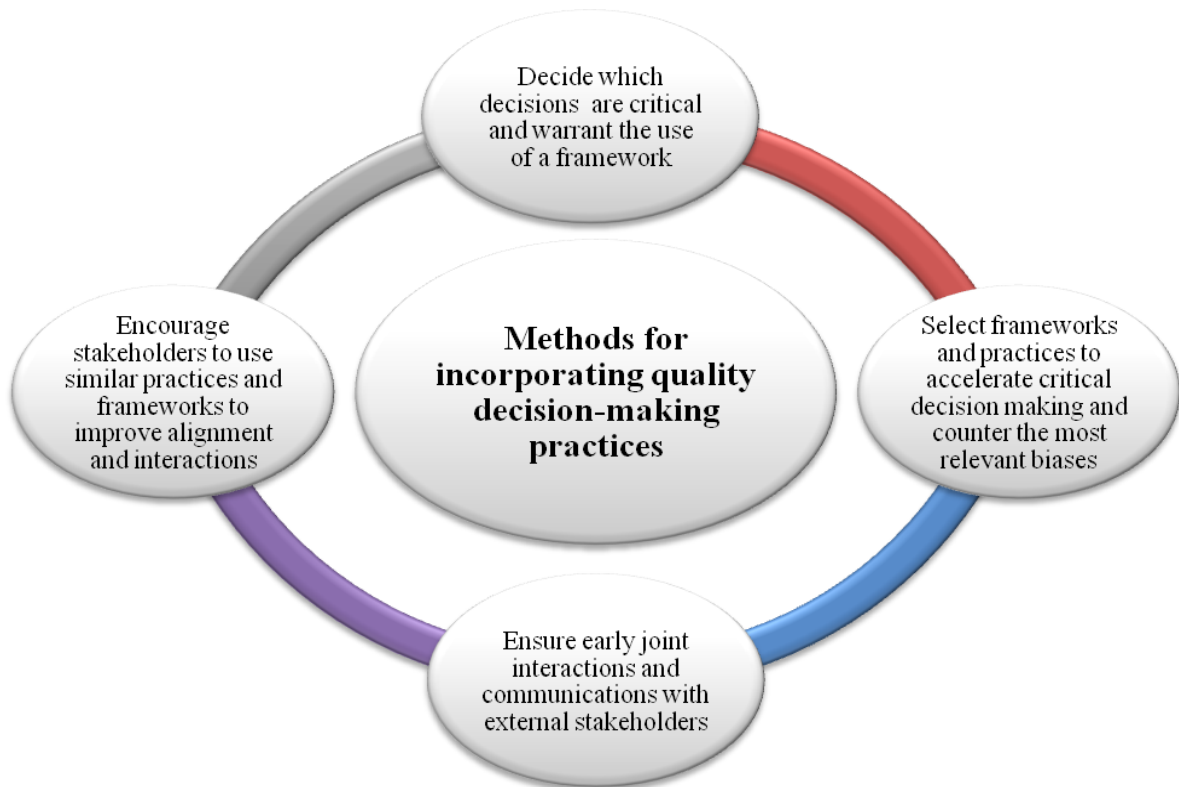 Decide which
decisions are critical
and warrant the use
of a framework
Encourage
stakeholders to use
similar practices and
frameworks to
improve alignment
and interactions
Methods for
incorporating quality
decision-making
practices
Select frameworks
and practices to
accelerate critical
decision making and
counter the most
relevant biases
Ensure early joint
interactions and
communications with
external stakeholders